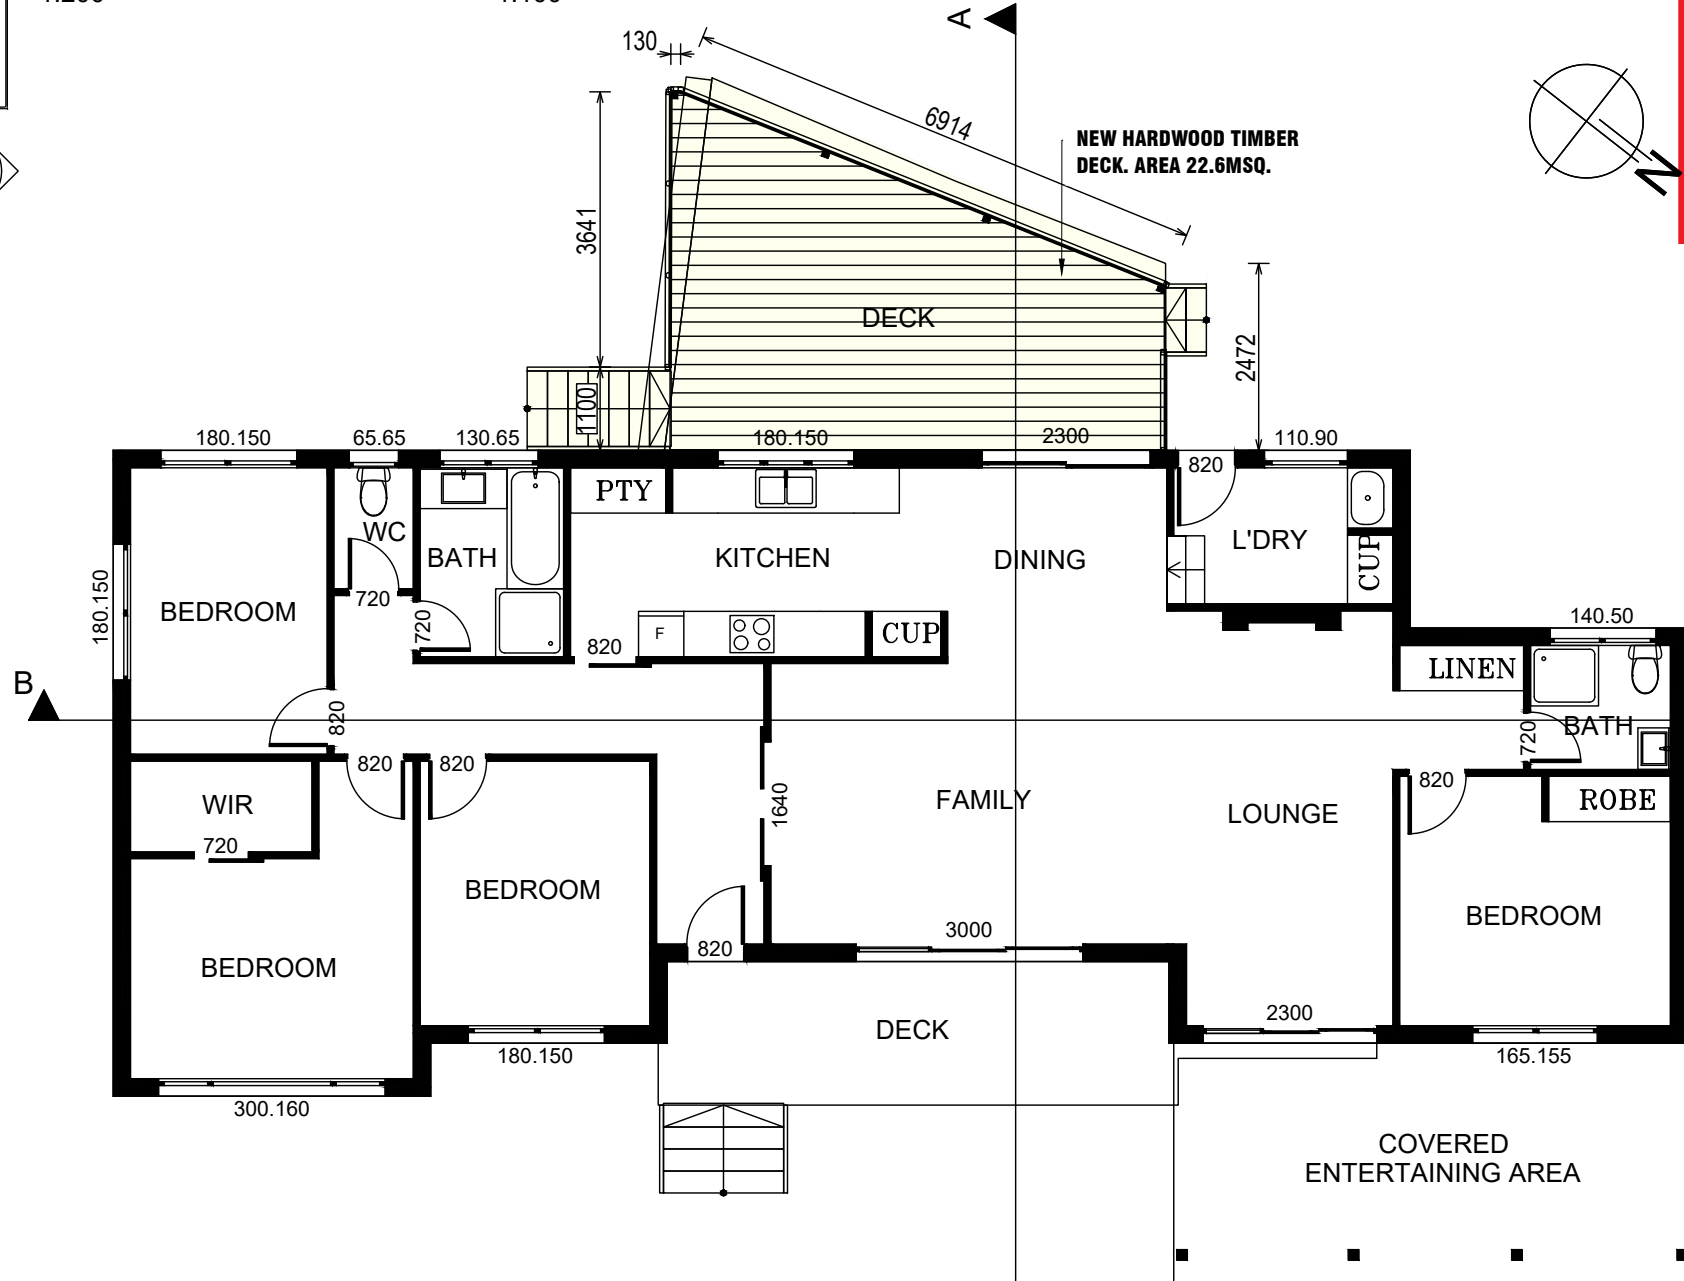 A
130
6914
NEW HARDWOOD TIMBER
DECK. AREA 22.6MSQ.
N
3641
DECK
2472
1100
180.150
65.65
130.65
180.150
2300
820
110.90
PTY
WC
BATH
KITCHEN
DINING
L'DRY
CUP
180.150
BEDROOM
720
720
820
F
CUP
140.50
LINEN
B
820
720
BATH
820
820
820
WIR
1640
FAMILY
LOUNGE
ROBE
720
BEDROOM
BEDROOM
BEDROOM
820
3000
DECK
2300
180.150
165.155
300.160
COVERED
ENTERTAINING AREA